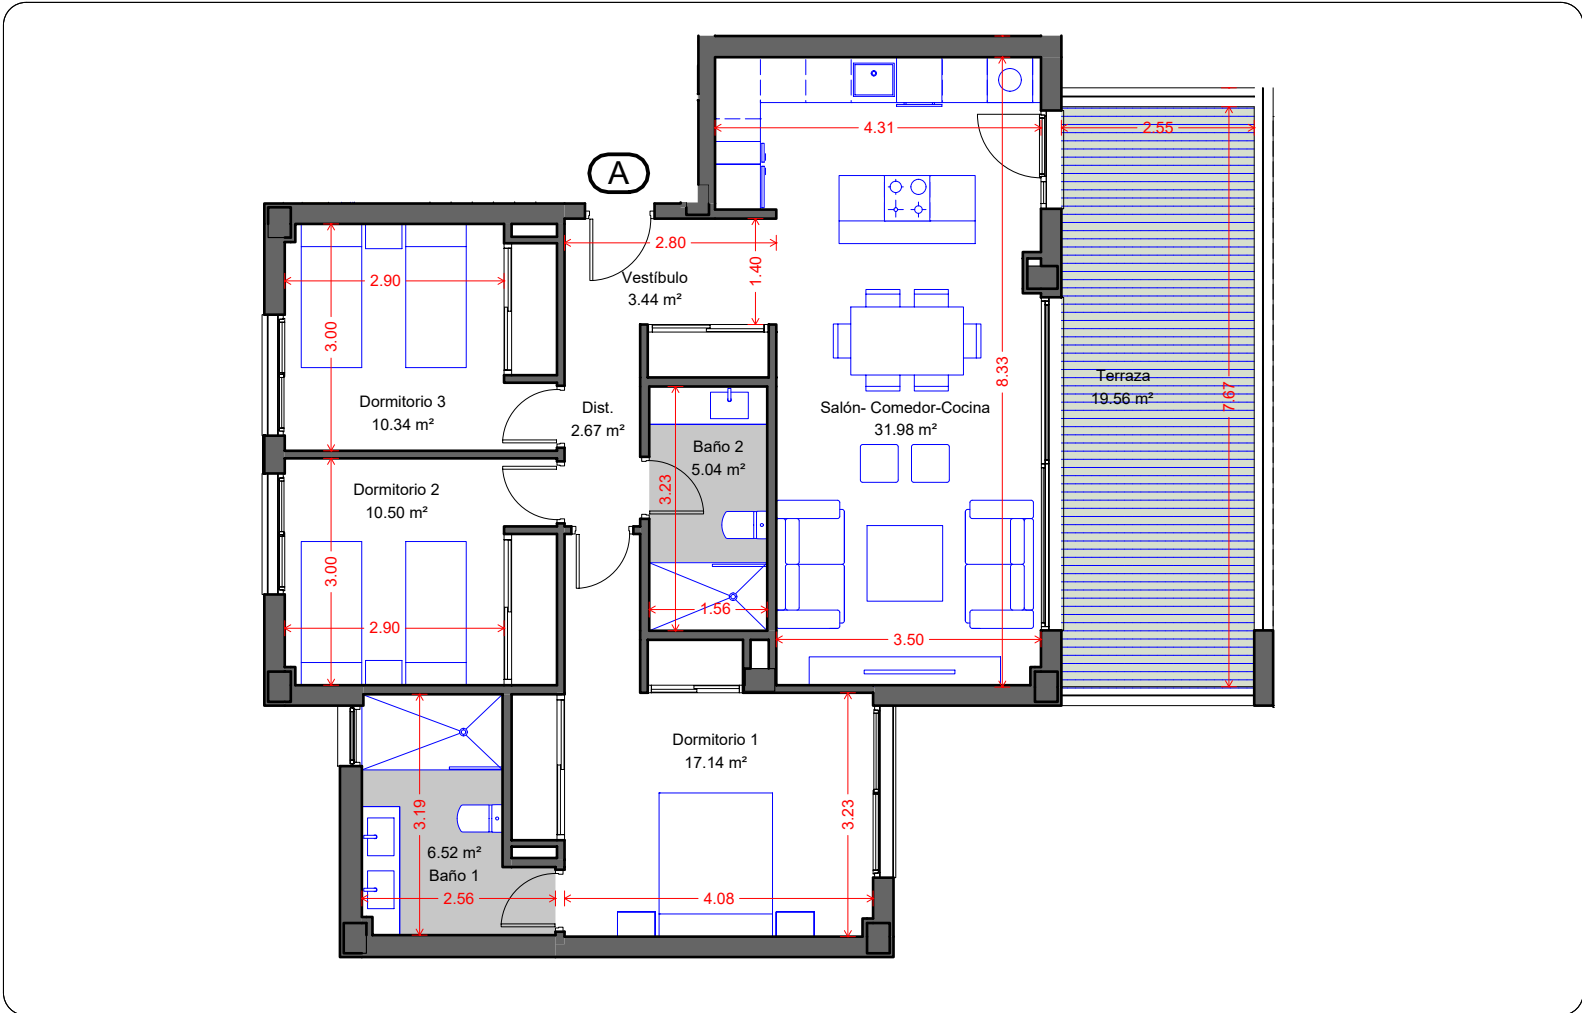 4.31
2.55
A
2.80
Vestíbulo
3.44 m²
1.40
2.90
3.00
8.33
7.67
Terraza
19.56 m²
Dormitorio 3
10.34 m²
Dist.
2.67 m²
Salón- Comedor-Cocina
31.98 m²
Baño 2
5.04 m²
3.23
Dormitorio 2
10.50 m²
3.00
2.90
1.56
3.50
Dormitorio 1
17.14 m²
3.19
3.23
6.52 m²
Baño 1
2.56
4.08